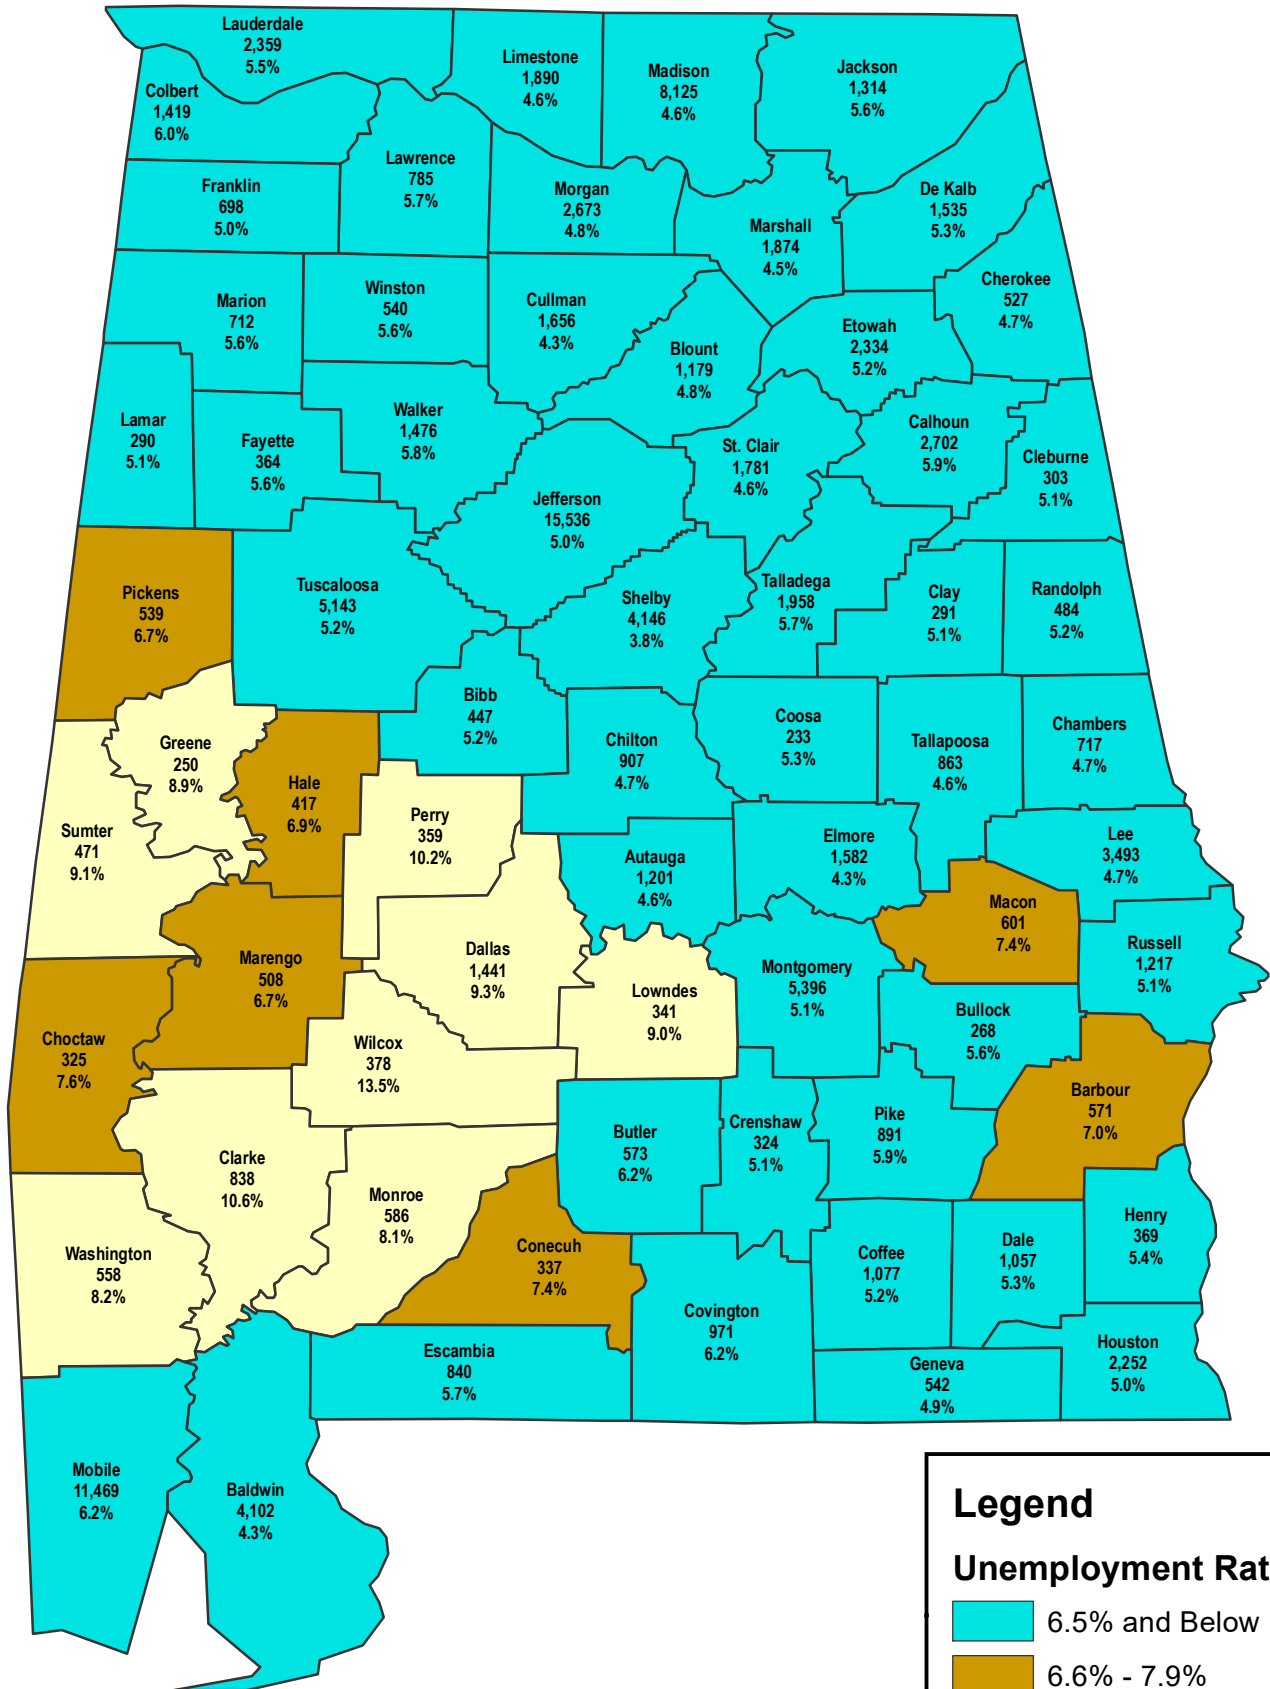 Lauderdale
2,359
5.5%
Limestone
1,890
4.6%
Madison
8,125
4.6%
Jackson
1,314
5.6%
Colbert
1,419
6.0%
Lawrence
785
5.7%
Franklin
698
5.0%
Morgan
2,673
4.8%
De Kalb
1,535
5.3%
Marshall
1,874
4.5%
Cherokee
527
4.7%
Marion
712
5.6%
Winston
540
5.6%
Cullman
1,656
4.3%
Etowah
2,334
5.2%
Blount
1,179
4.8%
Lamar
290
5.1%
Fayette
364
5.6%
Walker
1,476
5.8%
Calhoun
2,702
5.9%
St. Clair
1,781
4.6%
Cleburne
303
5.1%
Jefferson
15,536
5.0%
Pickens
539
6.7%
Tuscaloosa
5,143
5.2%
Shelby
4,146
3.8%
Talladega
1,958
5.7%
Clay
291
5.1%
Randolph
484
5.2%
Bibb
447
5.2%
Greene
250
8.9%
Hale
417
6.9%
Chilton
907
4.7%
Coosa
233
5.3%
Tallapoosa
863
4.6%
Chambers
717
4.7%
Sumter
471
9.1%
Perry
359
10.2%
Autauga
1,201
4.6%
Elmore
1,582
4.3%
Lee
3,493
4.7%
Macon
601
7.4%
Marengo
508
6.7%
Dallas
1,441
9.3%
Lowndes
341
9.0%
Montgomery
5,396
5.1%
Russell
1,217
5.1%
Bullock
268
5.6%
Choctaw
325
7.6%
Wilcox
378
13.5%
Barbour
571
7.0%
Butler
573
6.2%
Crenshaw
324
5.1%
Pike
891
5.9%
Clarke
838
10.6%
Monroe
586
8.1%
Washington
558
8.2%
Conecuh
337
7.4%
Covington
971
6.2%
Coffee
1,077
5.2%
Dale
1,057
5.3%
Henry
369
5.4%
Escambia
840
5.7%
Geneva
542
4.9%
Houston
2,252
5.0%
Mobile
11,469
6.2%
Baldwin
4,102
4.3%
Legend
Unemployment Rat
6.5% and Below
6.6% - 7.9%